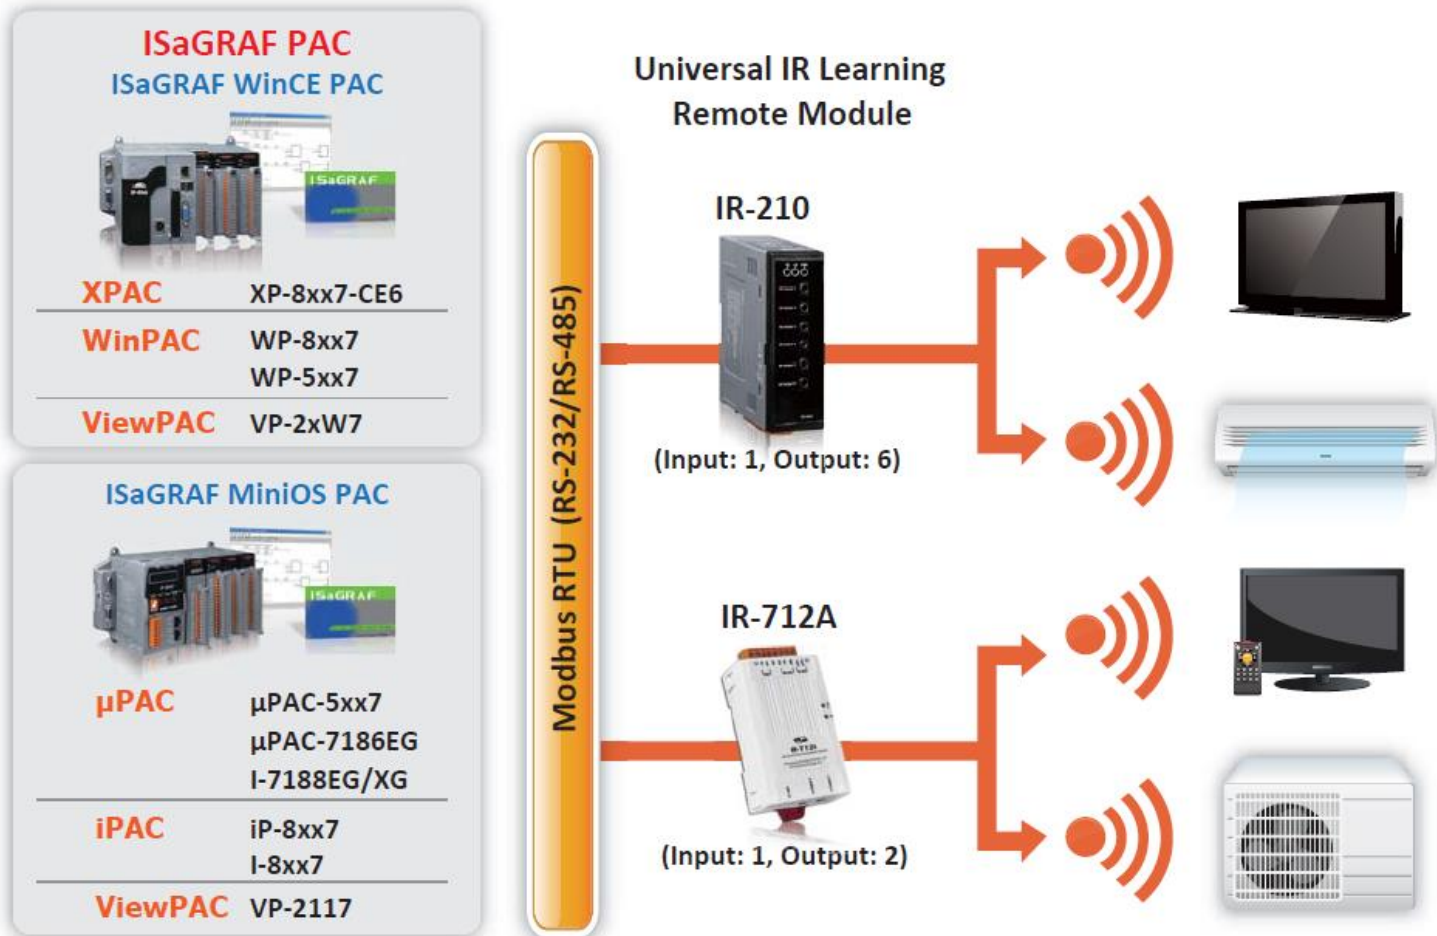 ISaGRAF PAC
ISaGRAF WinCE PAC
ISaGRAF
XPAC XP-8xx7-CE6
WinPAC WP-8xx7
WP-5xx7
ViewPAC VP-2xW7
ISaGRAF MiniOS PAC
ISaGRAF
µPAC µPAC-5xx7
µPAC-7186EG
I-7188EG/XG
iPAC iP-8xx7
I-8xx7
ViewPAC VP-2117
Modbus RTU (RS-232/RS-485)
Universal IR Learning
Remote Module
IR-210
(Input: 1, Output: 6)
IR-712A
(Input: 1, Output: 2)